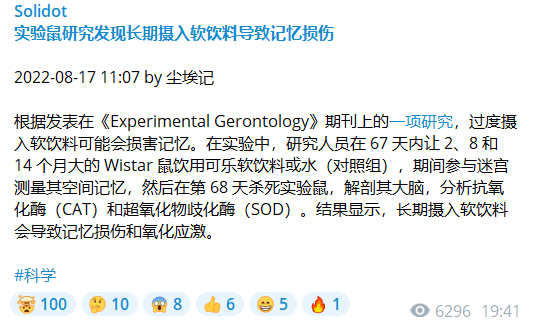 Solidot
实验鼠研究发现长期摄入软饮料导致记忆损伤
2022-08-17 11:07 by 尘埃记
根据发表在《Experimental Gerontology》期刊上的一项研究，过度摄
入软饮料可能会损害记忆。在实验中，研究人员在 67 天内让 2、8 和
14 个月大的 Wistar 鼠饮用可乐软饮料或水（对照组），期间参与迷宫
测量其空间记忆，然后在第 68 天杀死实验鼠，解剖其大脑，分析抗氧
化酶（CAT）和超氧化物歧化酶（SOD）。结果显示，长期摄入软饮料
会导致记忆损伤和氧化应激。
#科学
🤯 100 🤔 10 😱 8 👍 6 😁 5 🔥 1
6296 19:41